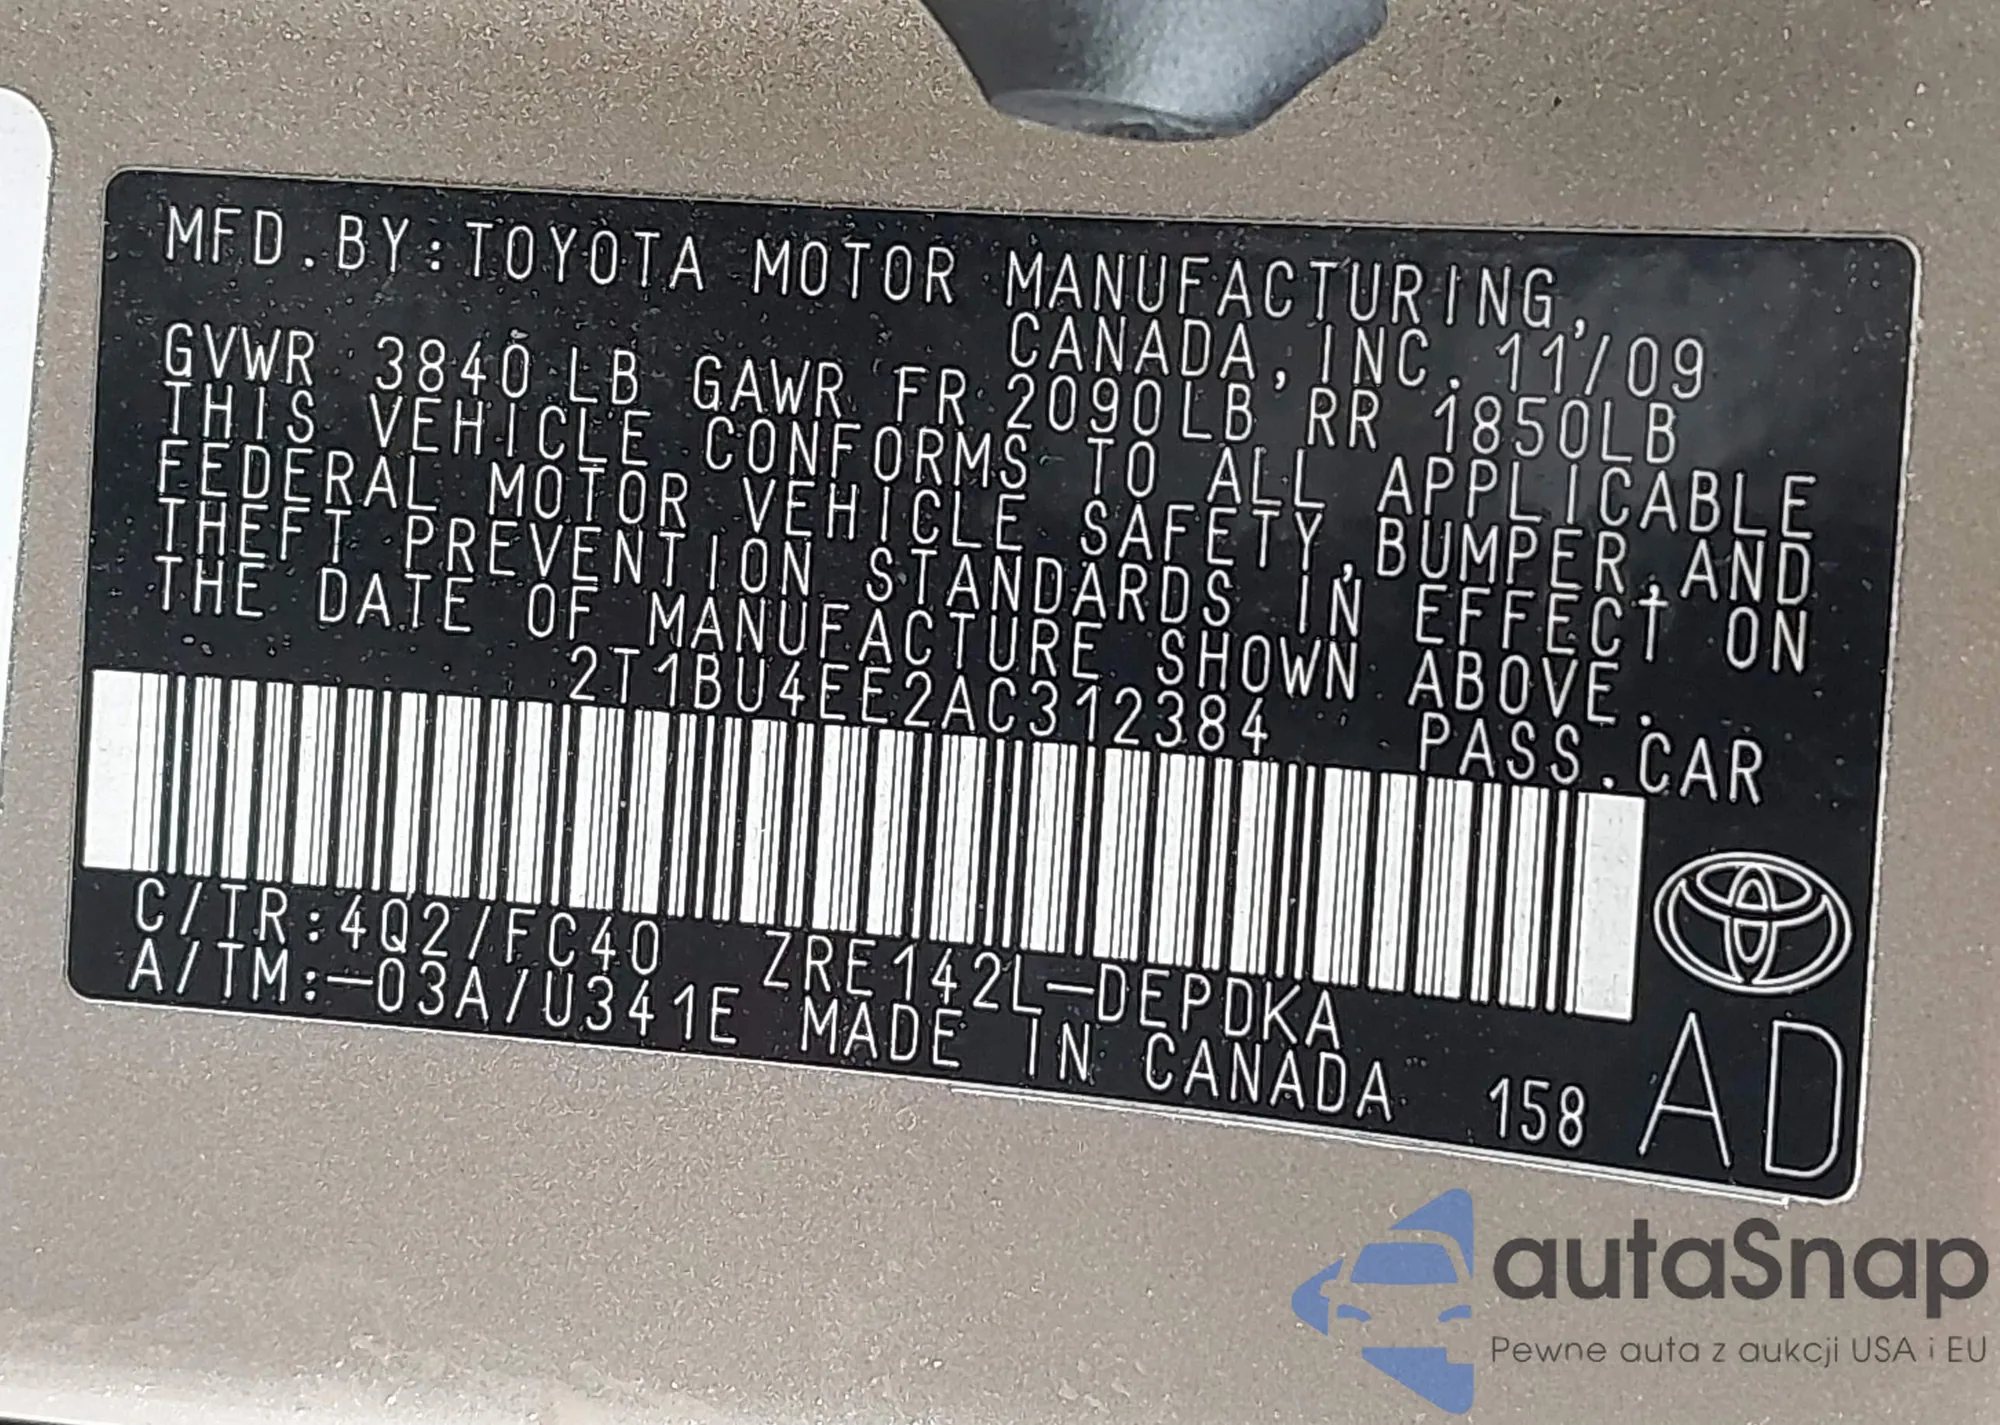 MFD.BY:TOYOTA MOTOR MANUFACTURING,
CANADA,INC. 11/09
GVWR 3840 LB GAWR FR 2090LB RR 1850LB
THIS VEHICLE CONFORMS TO ALL APPLICABLE
FEDERAL MOTOR VEHICLE SAFETY,BUMPER,AND
THEFT PREVENTION STANDARDS IN EFFECT ON
THE DATE OF MANUFACTURE SHOWN ABOVE.
2T1BU4EE2AC312384 PASS.CAR
C/TR:4Q2/FC40 ZRE142L-DEPDKA
A/TM:-03A/U341E MADE IN CANADA 158 AD
autaSnap
Pewne auta z aukcji USA i EU